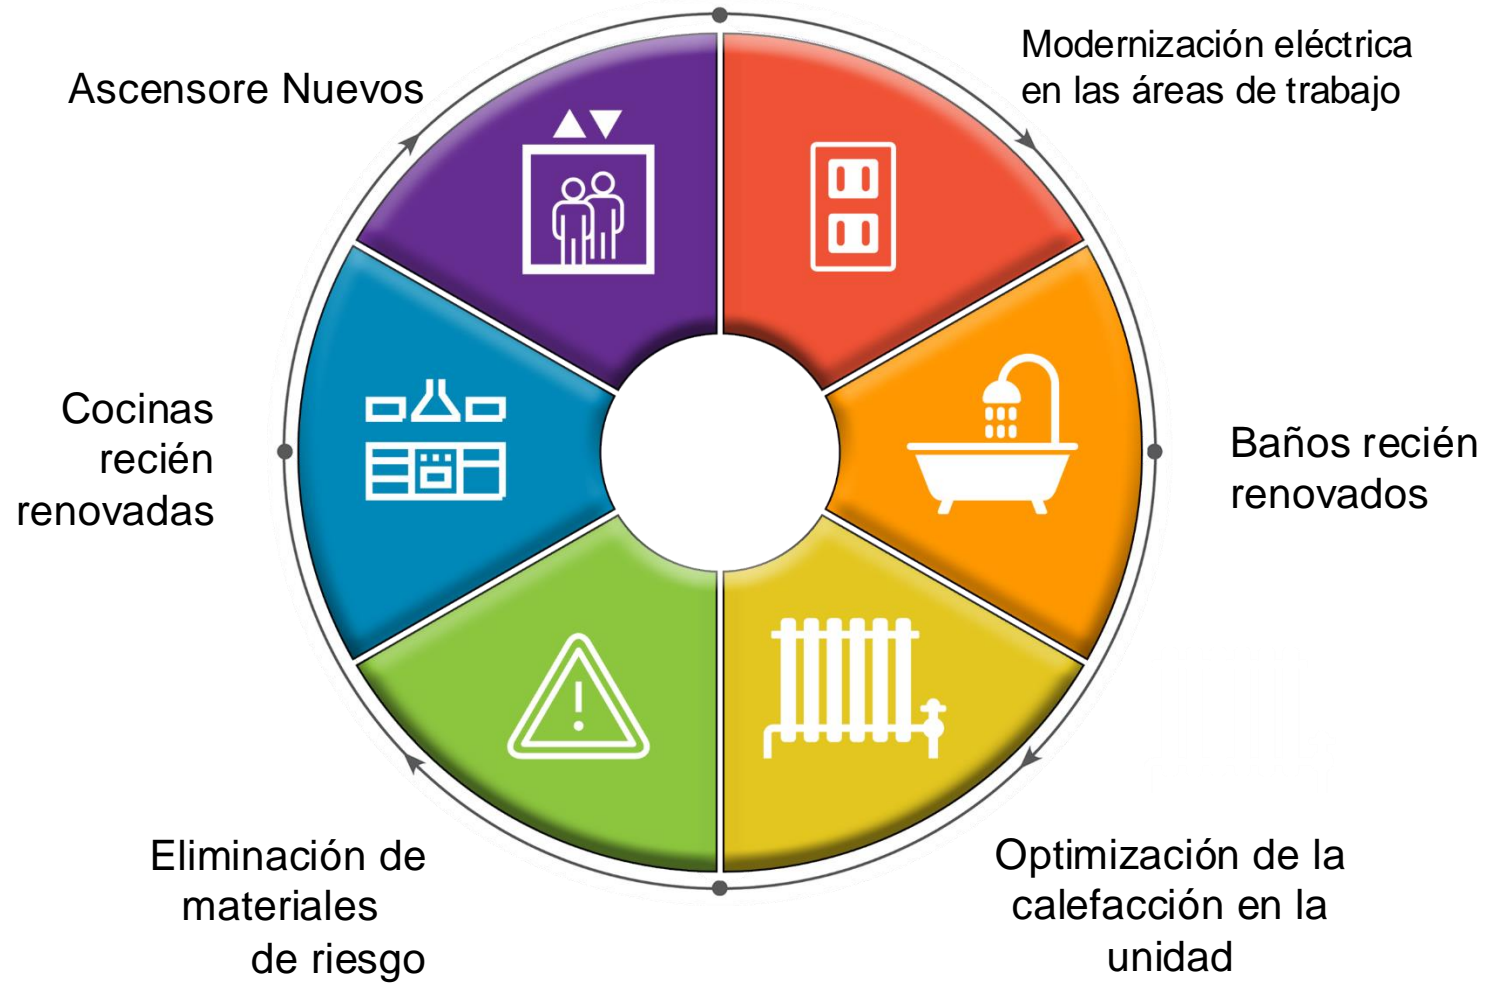 Ascensore Nuevos
Modernización eléctrica
en las áreas de trabajo
Cocinas
recién
renovadas
Baños recién
renovados
Eliminación de
materiales
de riesgo
Optimización de la
calefacción en la
unidad